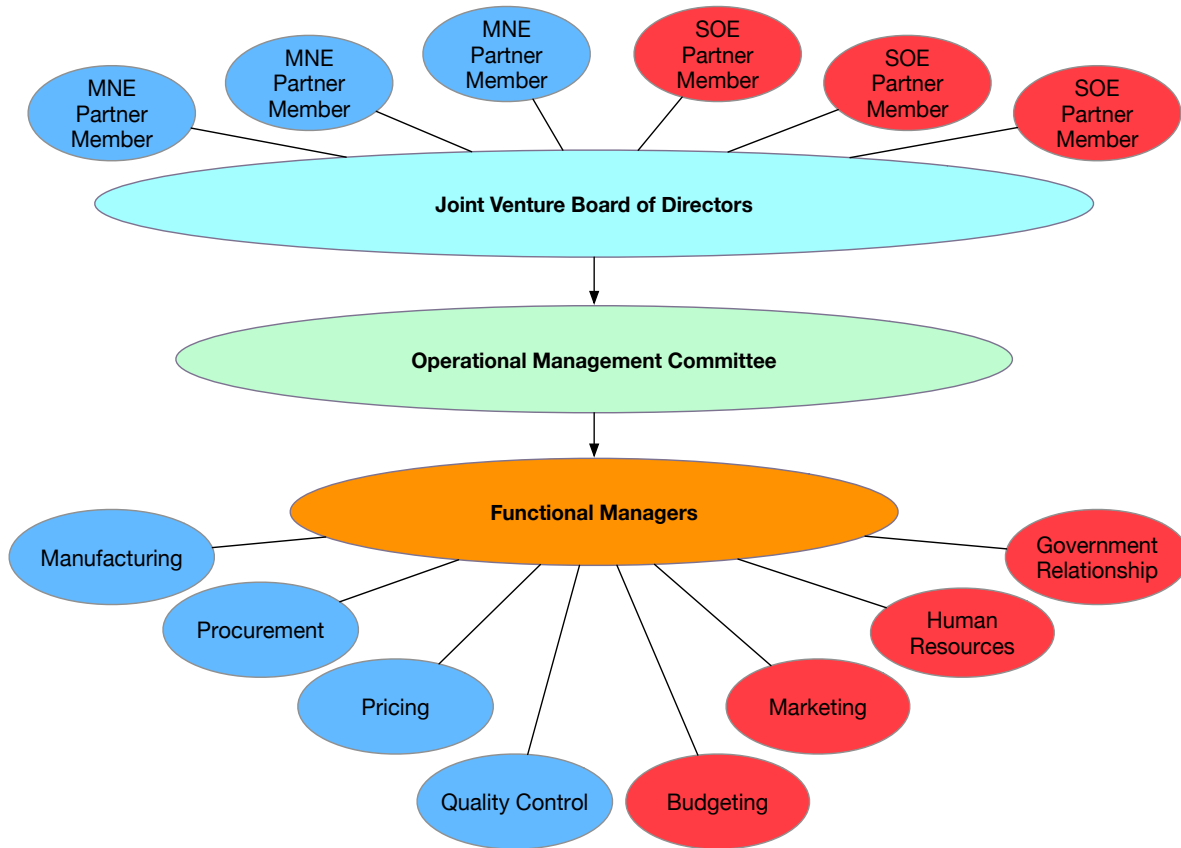 MNE
Partner
Member
MNE
Partner
Member
MNE
Partner
Member
SOE
Partner
Member
SOE
Partner
Member
SOE
Partner
Member
Joint Venture Board of Directors
Operational Management Committee
Functional Managers
Manufacturing
Procurement
Pricing
Quality Control
Budgeting
Marketing
Human
Resources
Government
Relationship